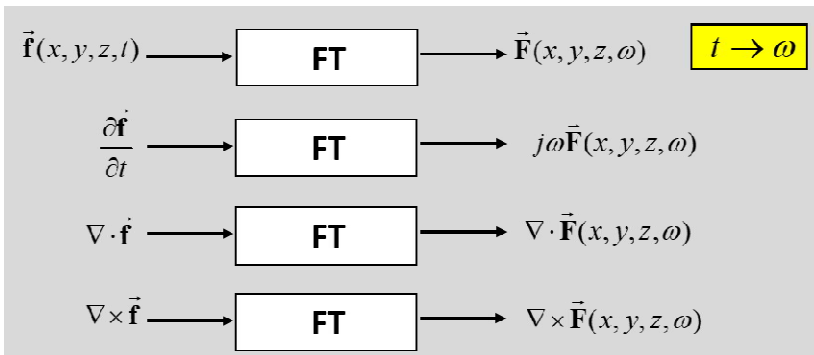 f⃗(x, y, z, t) → FT → F⃗(x, y, z, ω) t → ω
∂f⃗/∂t → FT → jωF⃗(x, y, z, ω)
∇ · f⃗ → FT → ∇ · F⃗(x, y, z, ω)
∇ × f⃗ → FT → ∇ × F⃗(x, y, z, ω)